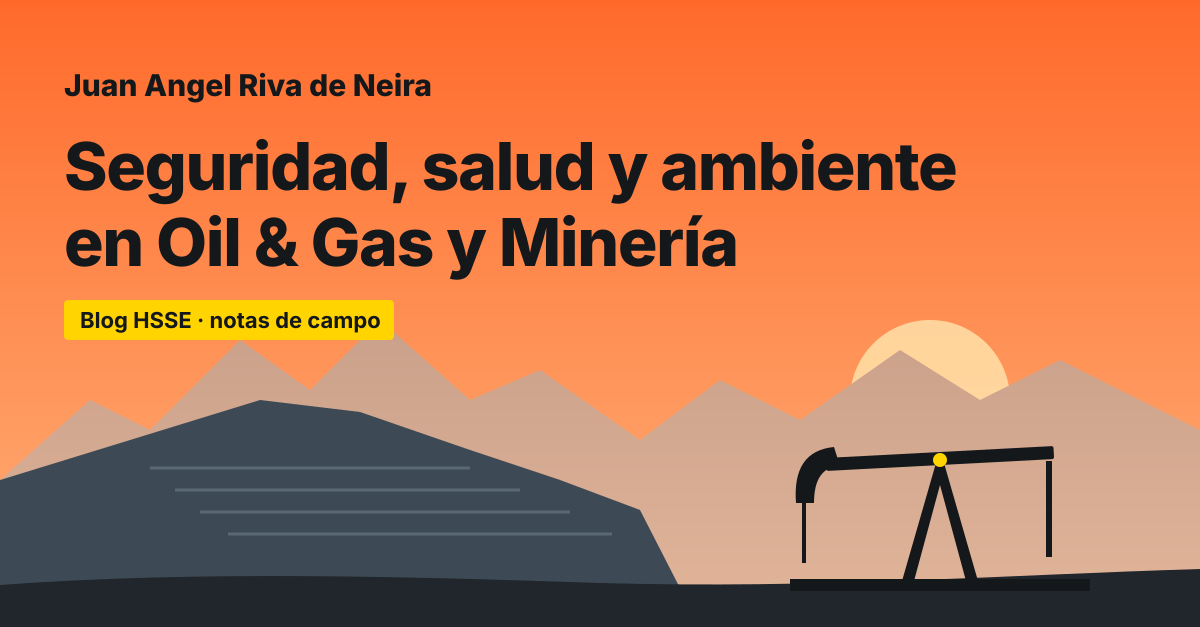 Juan Angel Riva de Neira
Seguridad, salud y ambiente
en Oil & Gas y Minería
Blog HSSE · notas de campo